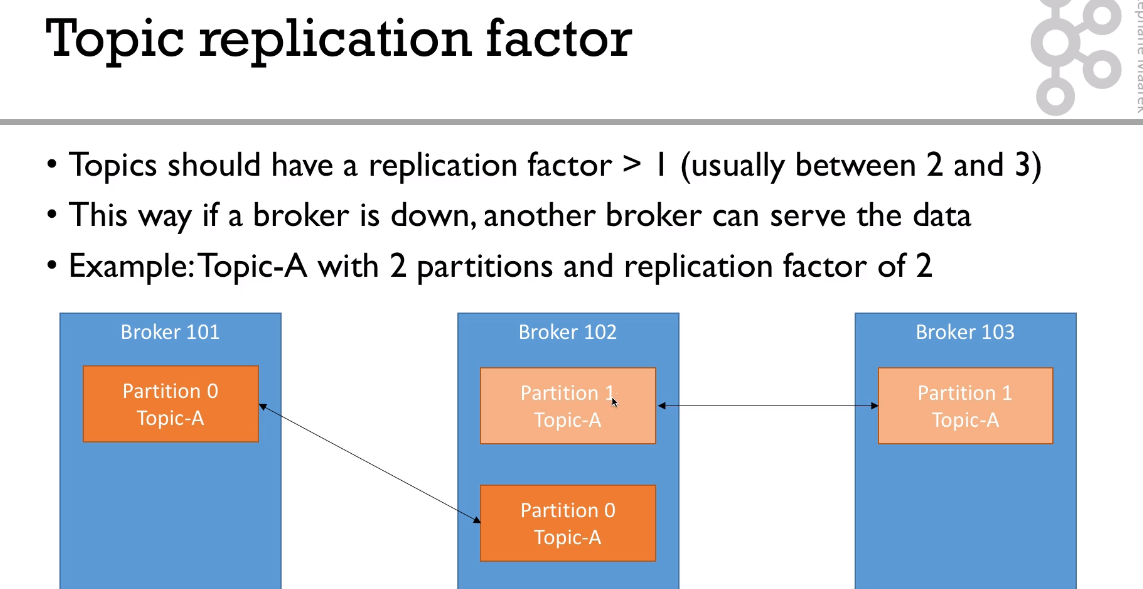 Topic replication factor
• Topics should have a replication factor > 1 (usually between 2 and 3)
• This way if a broker is down, another broker can serve the data
• Example: Topic-A with 2 partitions and replication factor of 2
Broker 101
Partition 0
Topic-A
Broker 102
Partition 1
Topic-A
Partition 0
Topic-A
Broker 103
Partition 1
Topic-A